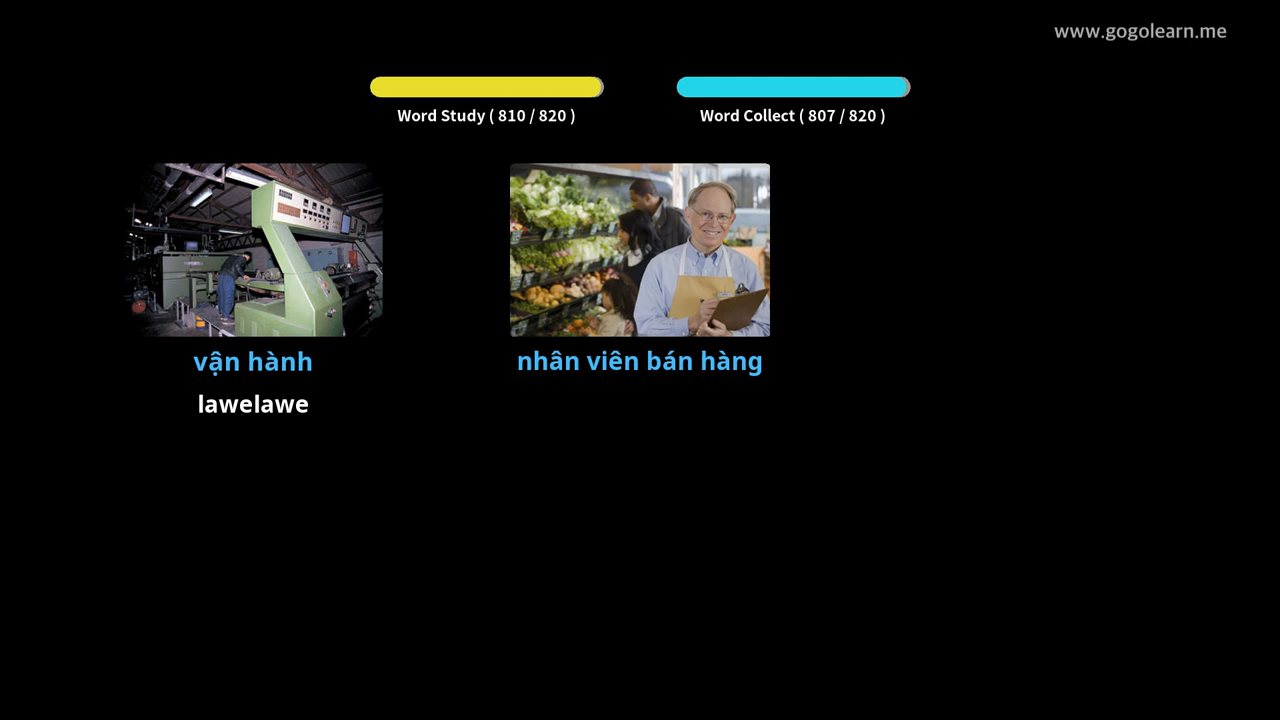 www.gogolearn.me
Word Study ( 810 / 820 )
Word Collect ( 807 / 820 )
vận hành
lawelawe
nhân viên bán hàng